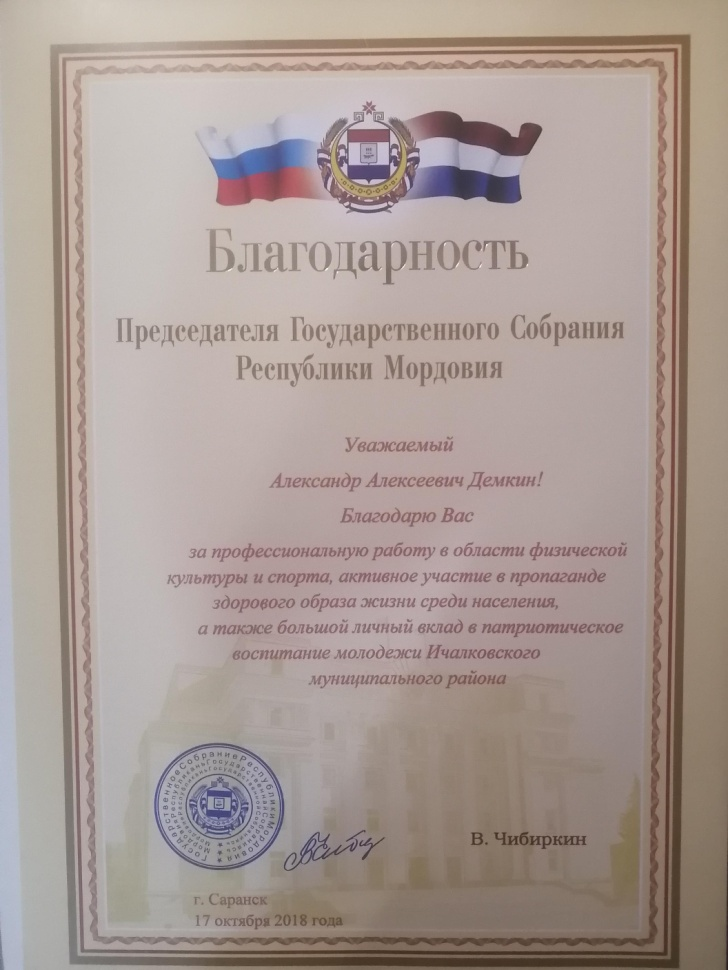 Благодарность
Председателя Государственного Собрания
Республики Мордовия
Уважаемый
Александр Алексеевич Демкин!
Благодарю Вас
за профессиональную работу в области физической
культуры и спорта, активное участие в пропаганде
здорового образа жизни среди населения,
а также большой личный вклад в патриотическое
воспитание молодежи Ичалковского
муниципального района
Государственное Собрание Республики Мордовия
В. Чибиркин
г. Саранск
17 октября 2018 года